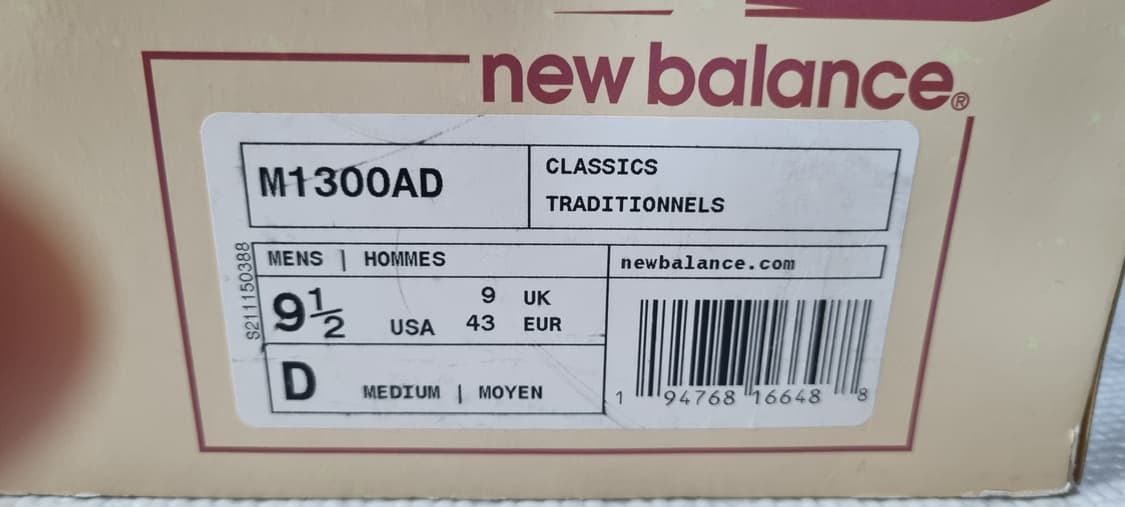 new balance®
M1300AD
CLASSICS
TRADITIONNELS
S211150388
MENS | HOMMES
newbalance.com
9½ USA
9 UK
43 EUR
D MEDIUM | MOYEN
1 94768 16648 8